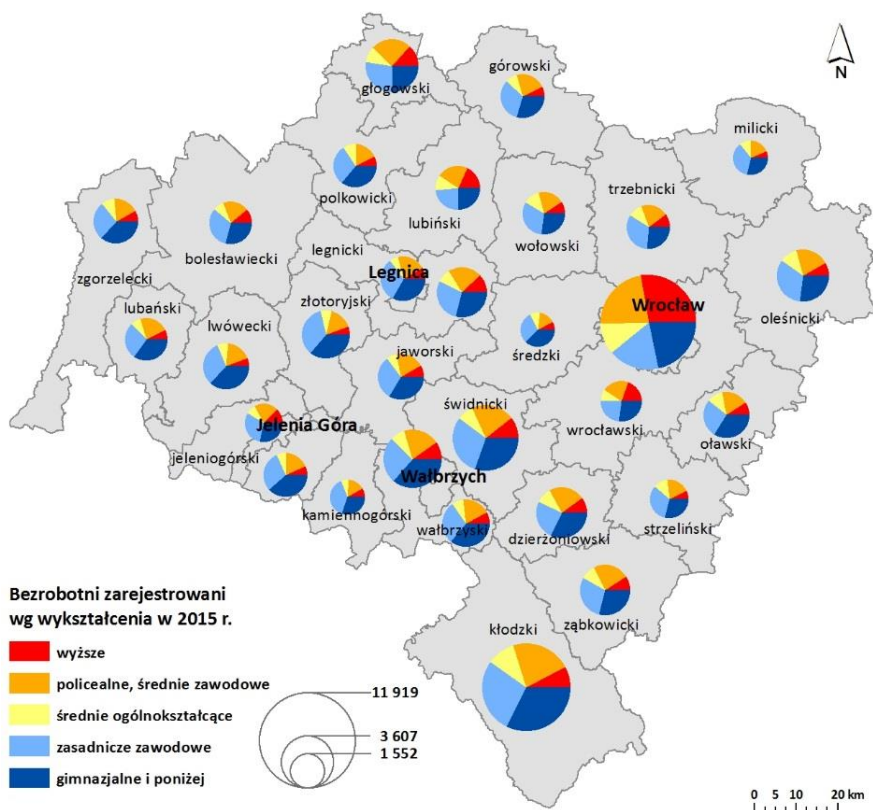 głogowski
górowski
N
milicki
polkowicki
lubiński
trzebnicki
wołowski
zgorzelecki
bolesławiecki
legnicki
Legnica
Wrocław
oleśnicki
lubański
lwówecki
złotoryjski
jaworski
średzki
świdnicki
wrocławski
oławski
Jelenia Góra
jeleniogórski
Wałbrzych
kamiennogórski
wałbrzyski
dzierżoniowski
strzeliński
ząbkowicki
kłodzki
Bezrobotni zarejestrowani
wg wykształcenia w 2015 r.
wyższe
policealne, średnie zawodowe
średnie ogólnokształcące
zasadnicze zawodowe
gimnazjalne i poniżej
11 919
3 607
1 552
0 5 10 20 km